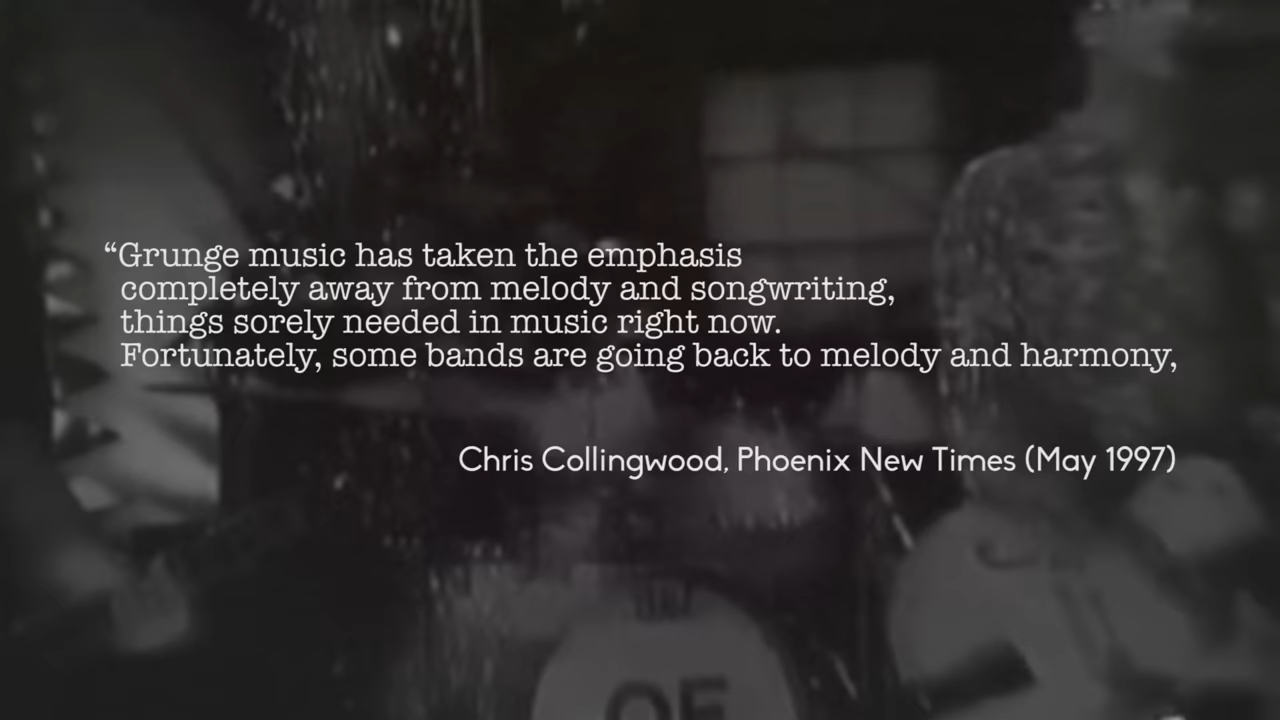 “Grunge music has taken the emphasis
completely away from melody and songwriting,
things sorely needed in music right now.
Fortunately, some bands are going back to melody and harmony,
Chris Collingwood, Phoenix New Times (May 1997)
OF